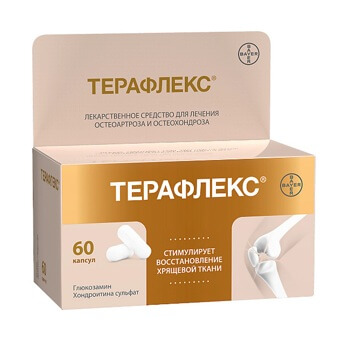 ТЕРАФЛЕКС®
BAYER
ЛЕКАРСТВЕННОЕ СРЕДСТВО ДЛЯ ЛЕЧЕНИЯ
ОСТЕОАРТРОЗА И ОСТЕОХОНДРОЗА
ТЕРАФЛЕКС®
BAYER
60
капсул
СТИМУЛИРУЕТ
ВОССТАНОВЛЕНИЕ
ХРЯЩЕВОЙ ТКАНИ
60
Глюкозамин
Хондроитина сульфат